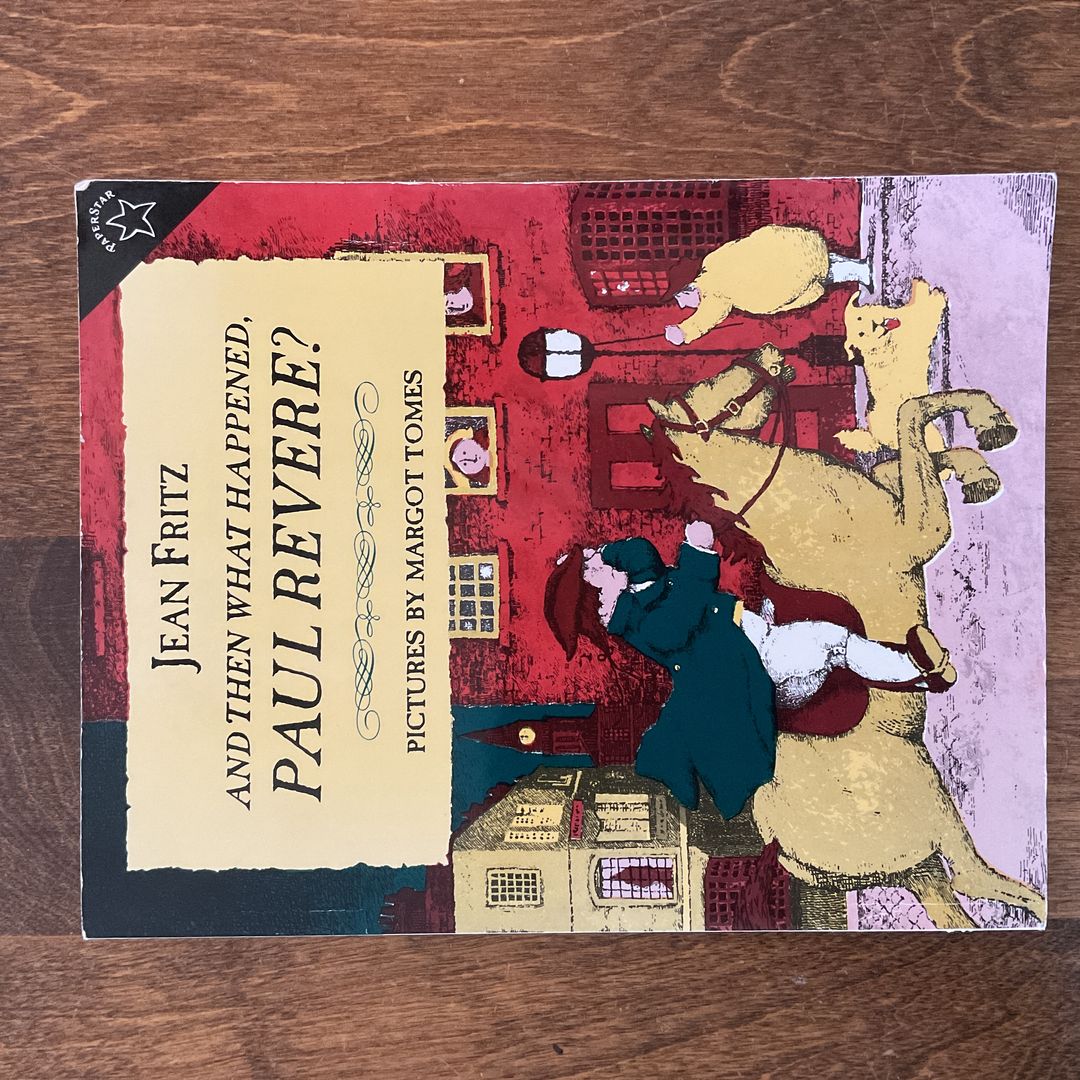 PAPERSTAR
JEAN FRITZ
AND THEN WHAT HAPPENED,
PAUL REVERE?
PICTURES BY MARGOT TOMES